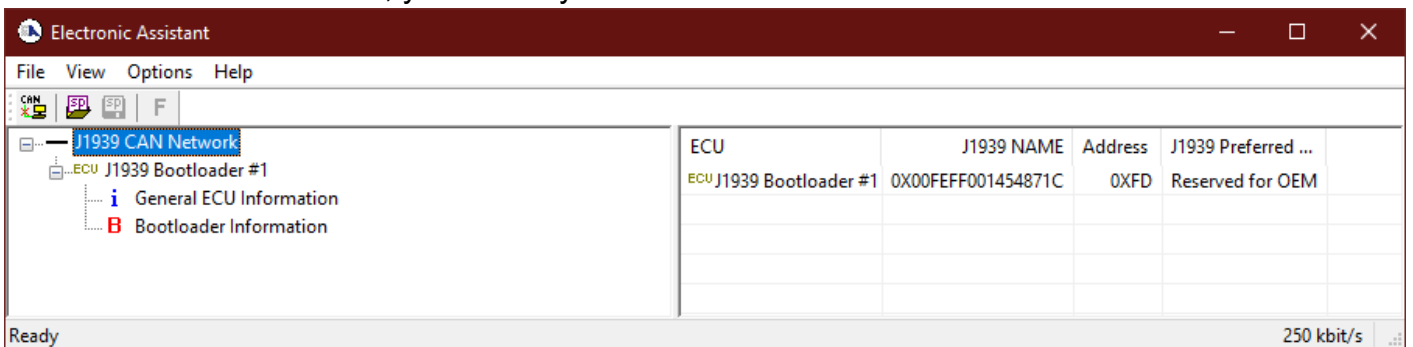 Electronic Assistant
File View Options Help
CAN SP SP F
J1939 CAN Network
ECU J1939 Bootloader #1
i General ECU Information
B Bootloader Information
ECU J1939 NAME Address J1939 Preferred ...
ECU J1939 Bootloader #1 0X00FEFF001454871C 0XFD Reserved for OEM
Ready 250 kbit/s